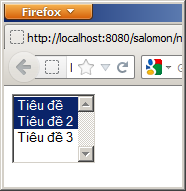 Firefox
http://localhost:8080/salomon/n
Tiêu đề
Tiêu đề 2
Tiêu đề 3